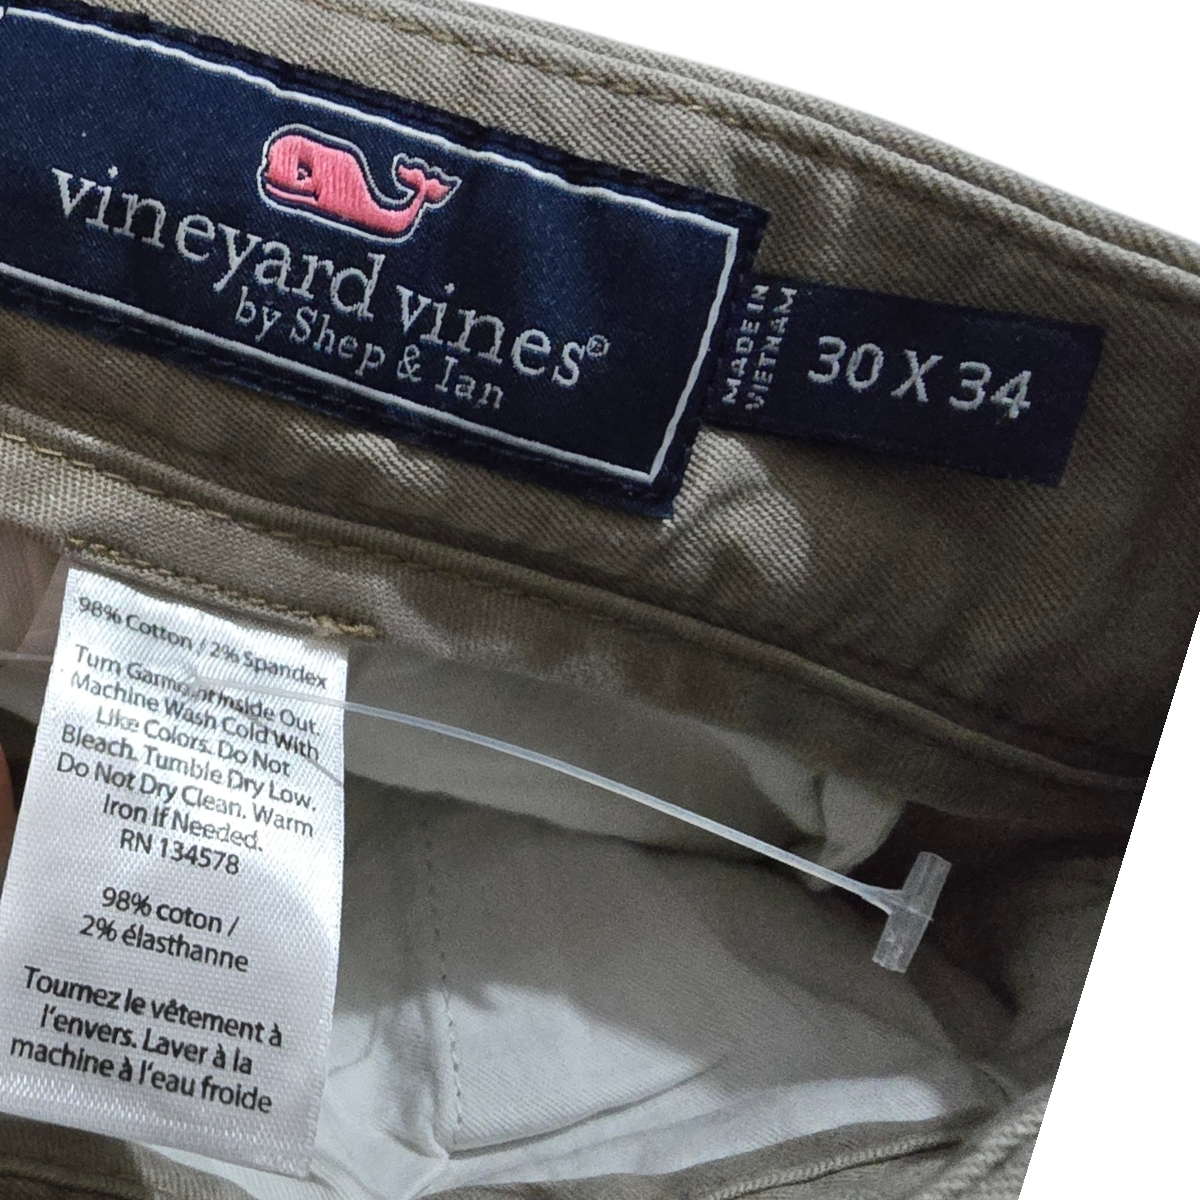 vineyard vines®
by Shep & Ian
MADE IN
VIETNAM
30 X 34
98% Cotton / 2% Spandex
Turn Garment Inside Out.
Machine Wash Cold With
Like Colors. Do Not
Bleach. Tumble Dry Low.
Do Not Dry Clean. Warm
Iron If Needed.
RN 134578
98% coton /
2% élasthanne
Tournez le vêtement à
l'envers. Laver à la
machine à l'eau froide